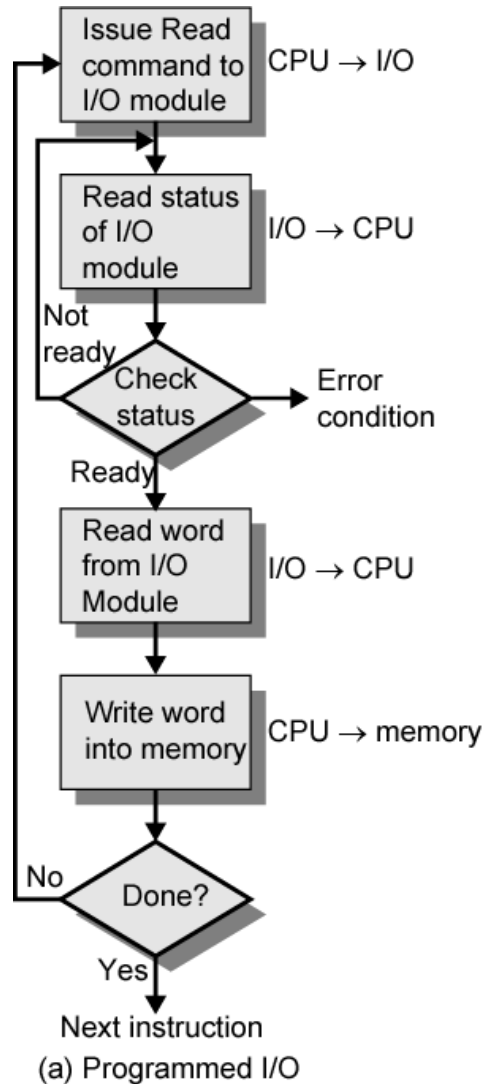 Issue Read
command to
I/O module
CPU → I/O
Read status
of I/O
module
I/O → CPU
Not
ready
Check
status
Error
condition
Ready
Read word
from I/O
Module
I/O → CPU
Write word
into memory
CPU → memory
No
Done?
Yes
Next instruction
(a) Programmed I/O